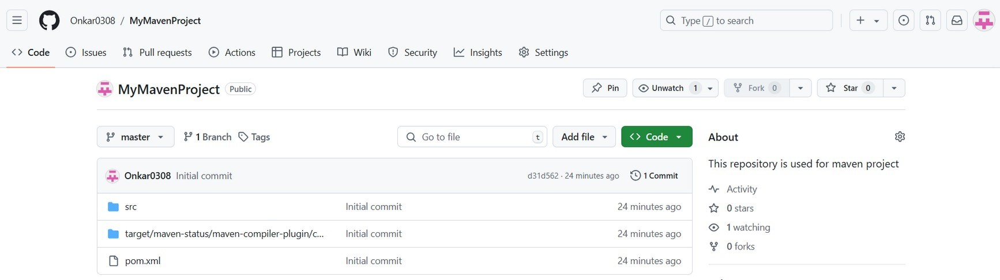 Onkar0308 / MyMavenProject
Type / to search
Code Issues Pull requests Actions Projects Wiki Security Insights Settings
MyMavenProject Public
Pin Unwatch 1 Fork 0 Star 0
master 1 Branch Tags Go to file t Add file Code
Onkar0308 Initial commit d31d562 · 24 minutes ago 1 Commit
src Initial commit 24 minutes ago
target/maven-status/maven-compiler-plugin/c... Initial commit 24 minutes ago
pom.xml Initial commit 24 minutes ago
About
This repository is used for maven project
Activity
0 stars
1 watching
0 forks